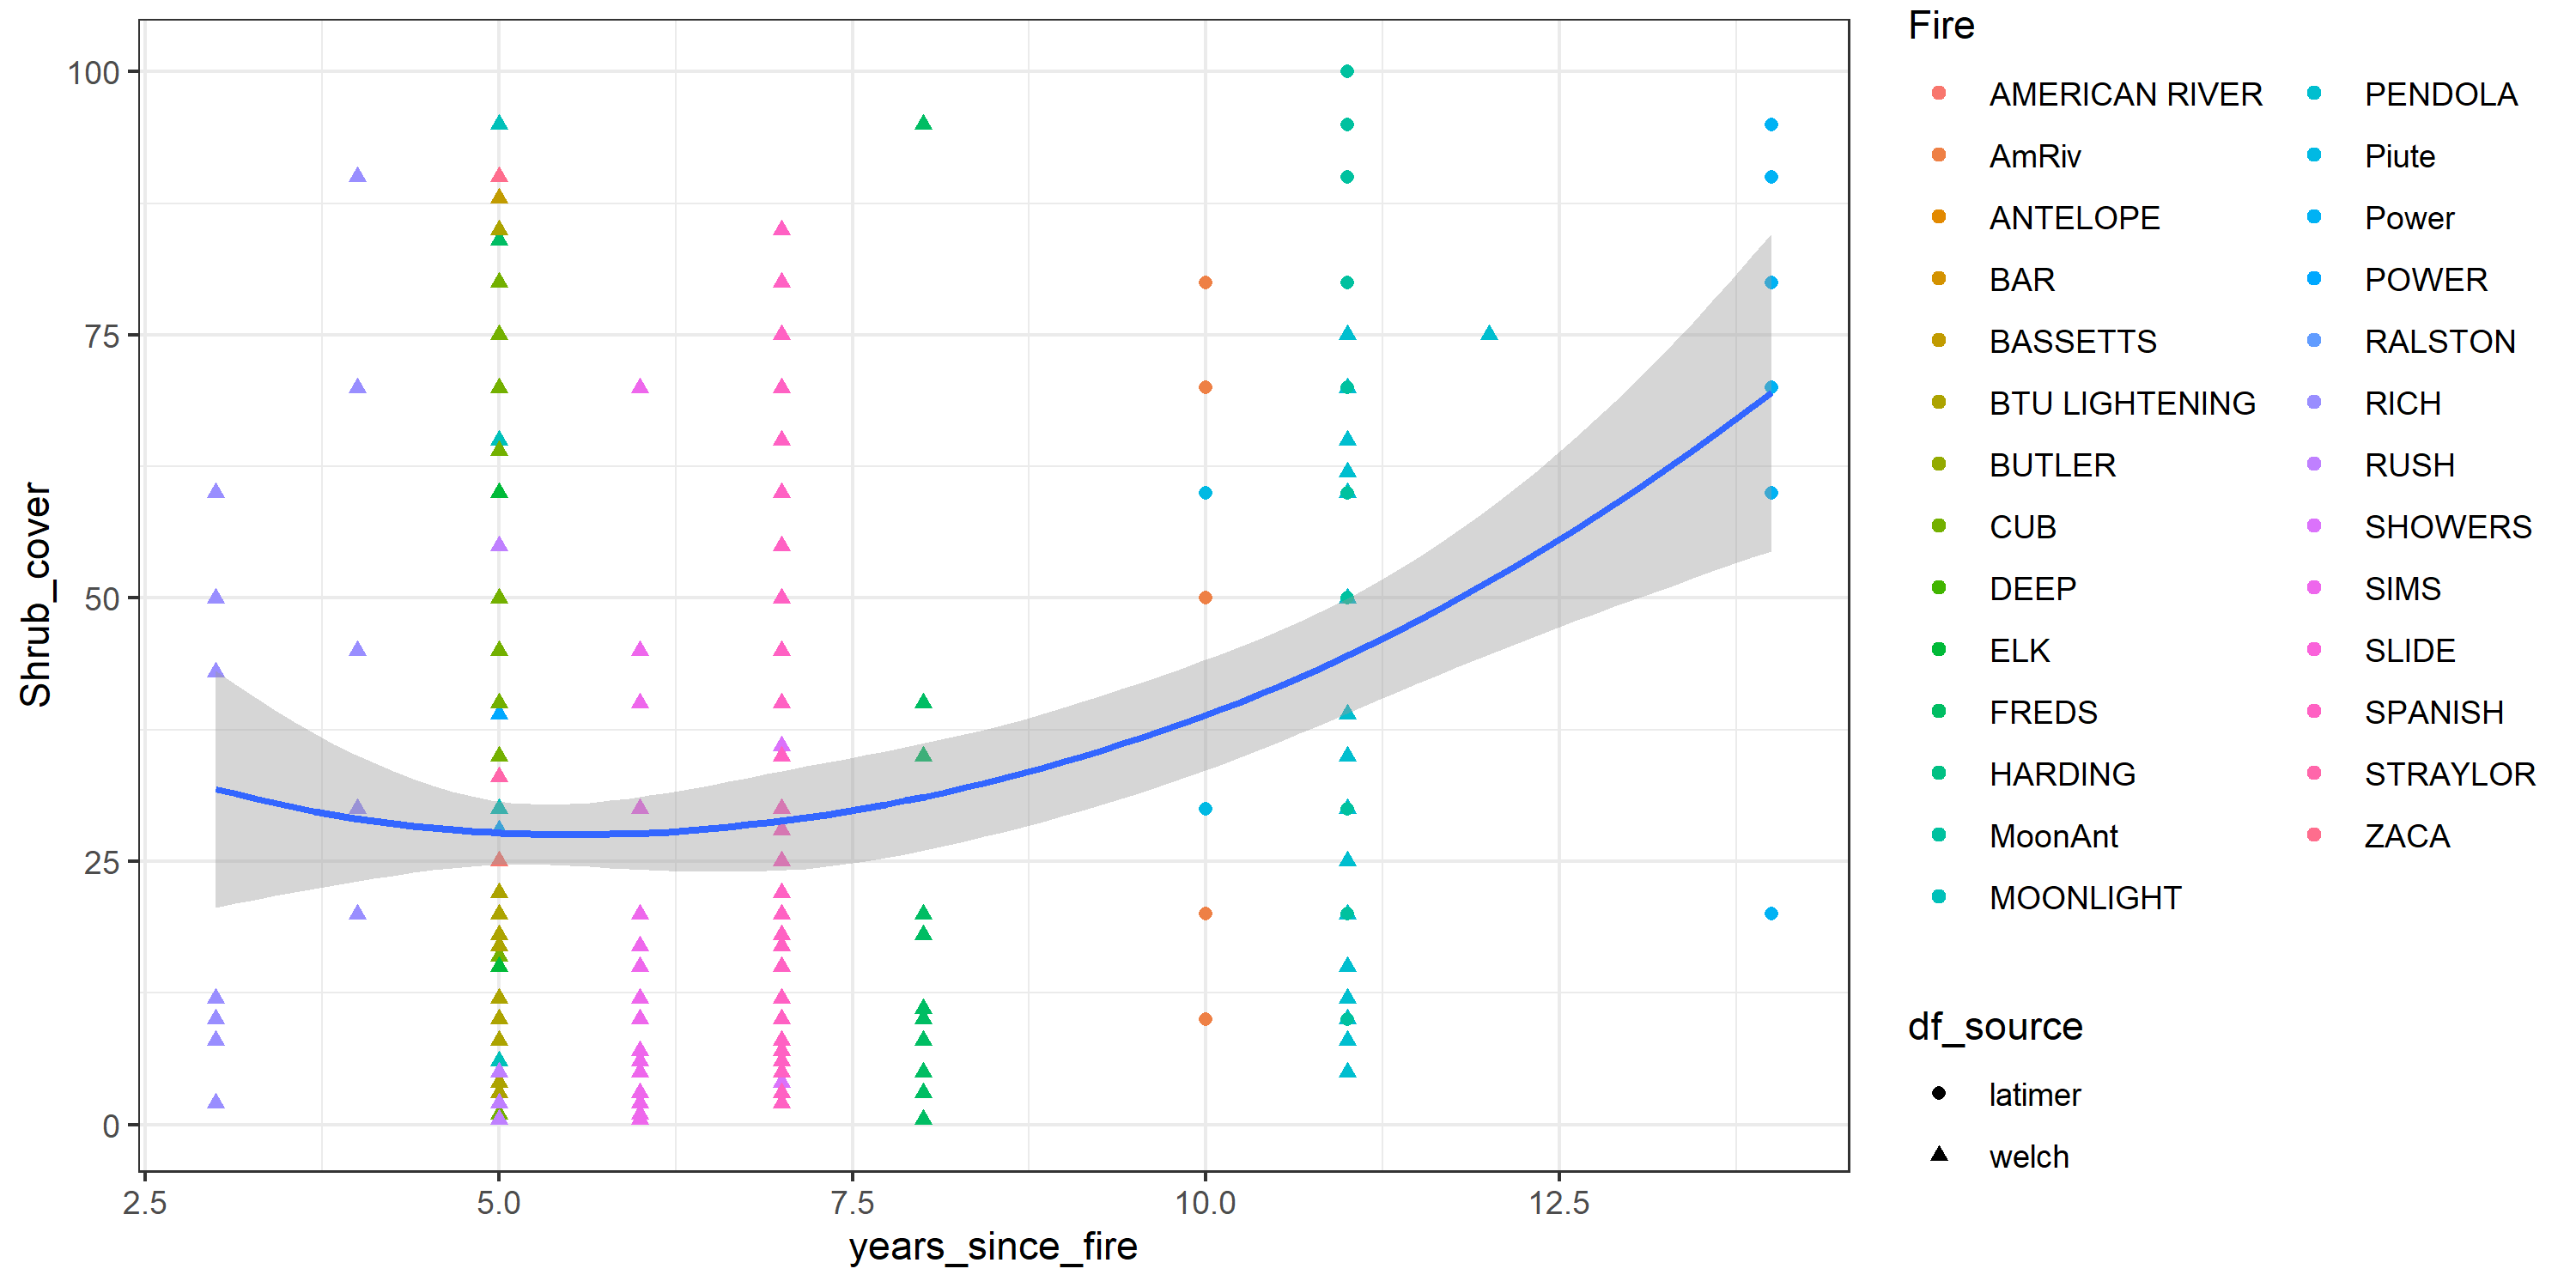 Shrub_cover
100
75
50
25
0
2.5
5.0
7.5
10.0
12.5
years_since_fire
Fire
AMERICAN RIVER
AmRiv
ANTELOPE
BAR
BASSETTS
BTU LIGHTENING
BUTLER
CUB
DEEP
ELK
FREDS
HARDING
MoonAnt
MOONLIGHT
PENDOLA
Piute
Power
POWER
RALSTON
RICH
RUSH
SHOWERS
SIMS
SLIDE
SPANISH
STRAYLOR
ZACA
df_source
latimer
welch